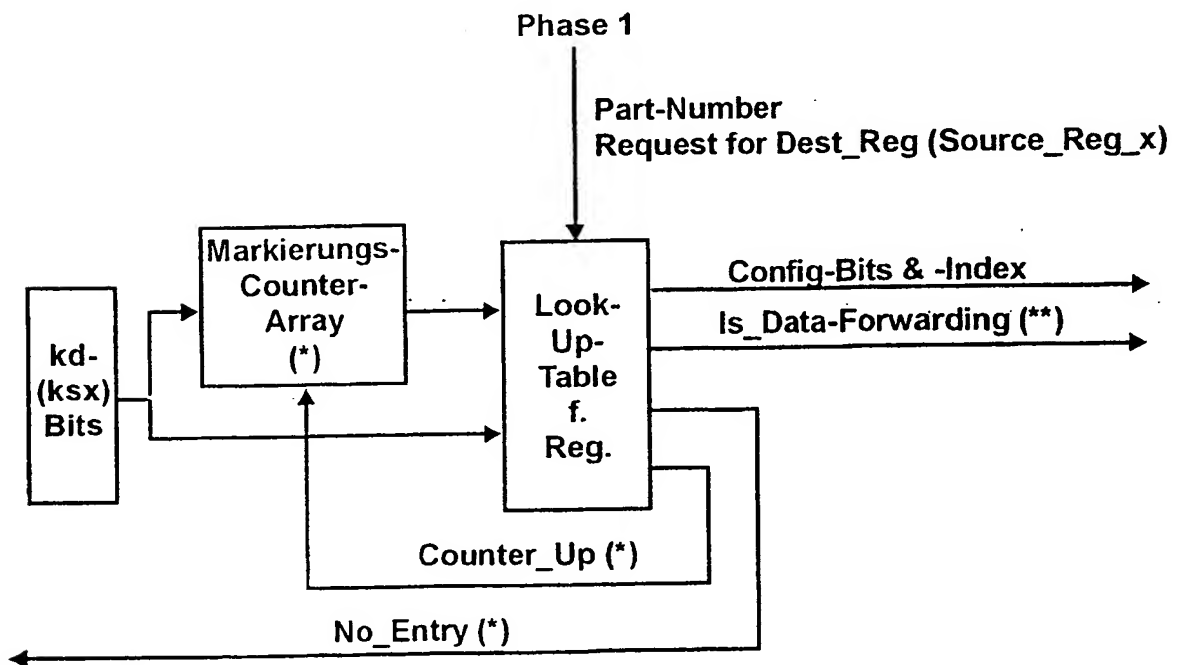 Phase 1
Part-Number
Request for Dest_Reg (Source_Reg_x)
Markierungs-
Counter-
Array
(*)
kd-
(ksx)
Bits
Look-
Up-
Table
f.
Reg.
Config-Bits & -Index
Is_Data-Forwarding (**)
Counter_Up (*)
No_Entry (*)